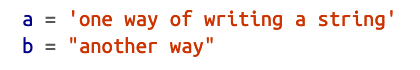 a = 'one way of writing a string'
b = "another way"